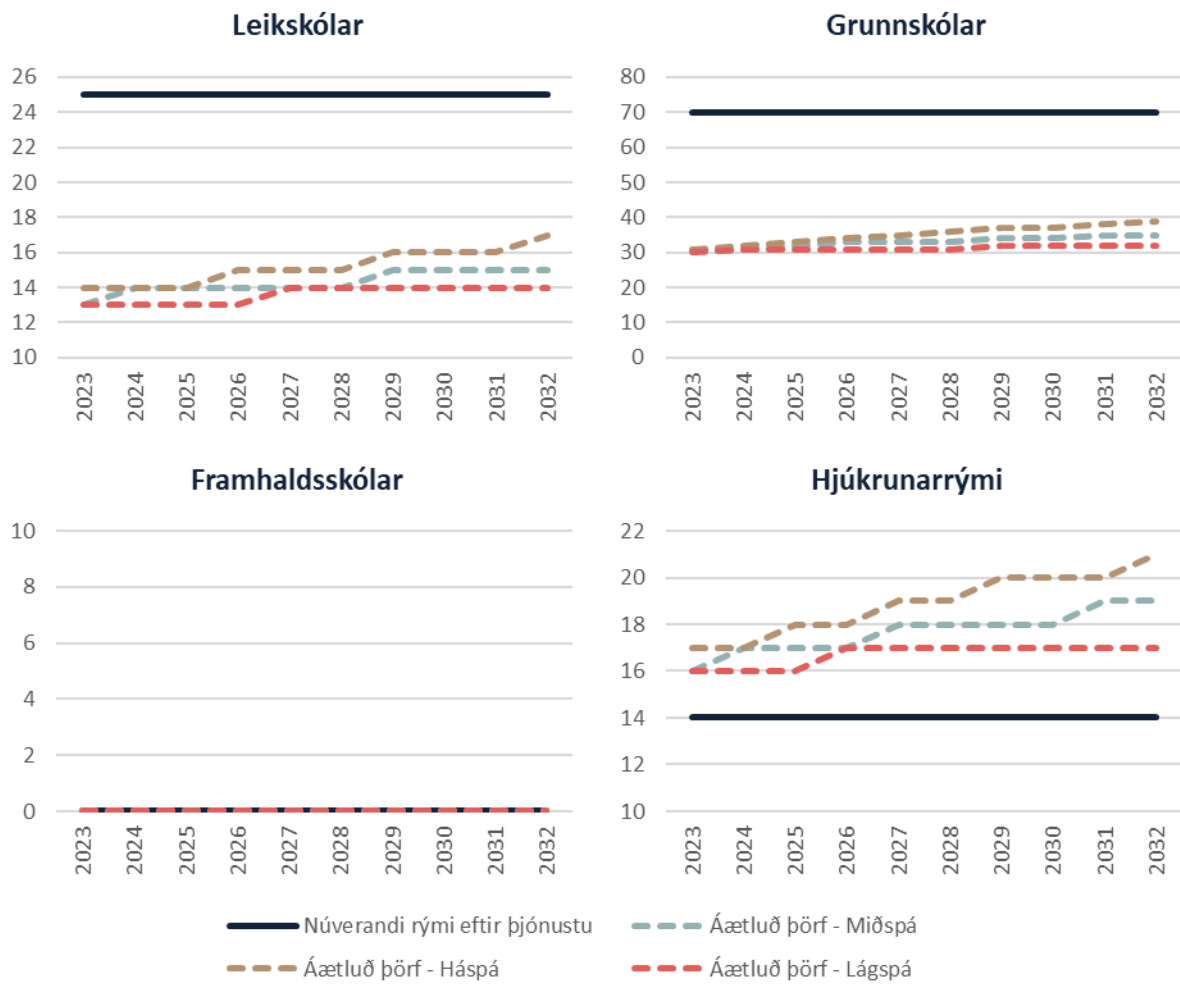 Leikskólar
26
24
22
20
18
16
14
12
10
2023 2024 2025 2026 2027 2028 2029 2030 2031 2032
Grunnskólar
80
70
60
50
40
30
20
10
0
2023 2024 2025 2026 2027 2028 2029 2030 2031 2032
Framhaldsskólar
10
8
6
4
2
0
2023 2024 2025 2026 2027 2028 2029 2030 2031 2032
Hjúkrunarrými
22
20
18
16
14
12
10
2023 2024 2025 2026 2027 2028 2029 2030 2031 2032
Núverandi rými eftir þjónustu
Áætluð þörf - Miðspá
Áætluð þörf - Háspá
Áætluð þörf - Lágspá